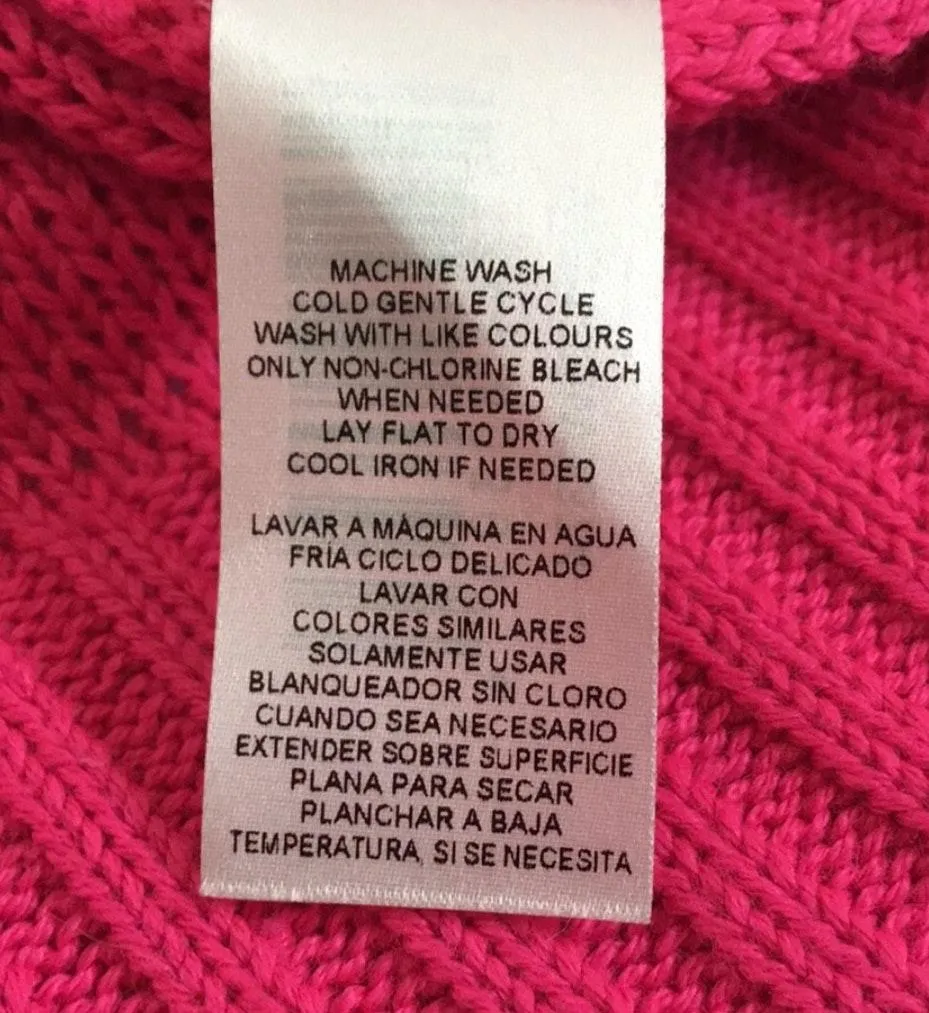 MACHINE WASH
COLD GENTLE CYCLE
WASH WITH LIKE COLOURS
ONLY NON-CHLORINE BLEACH
WHEN NEEDED
LAY FLAT TO DRY
COOL IRON IF NEEDED
LAVAR A MÁQUINA EN AGUA
FRÍA CICLO DELICADO
LAVAR CON
COLORES SIMILARES
SOLAMENTE USAR
BLANQUEADOR SIN CLORO
CUANDO SEA NECESARIO
EXTENDER SOBRE SUPERFICIE
PLANA PARA SECAR
PLANCHAR A BAJA
TEMPERATURA, SI SE NECESITA